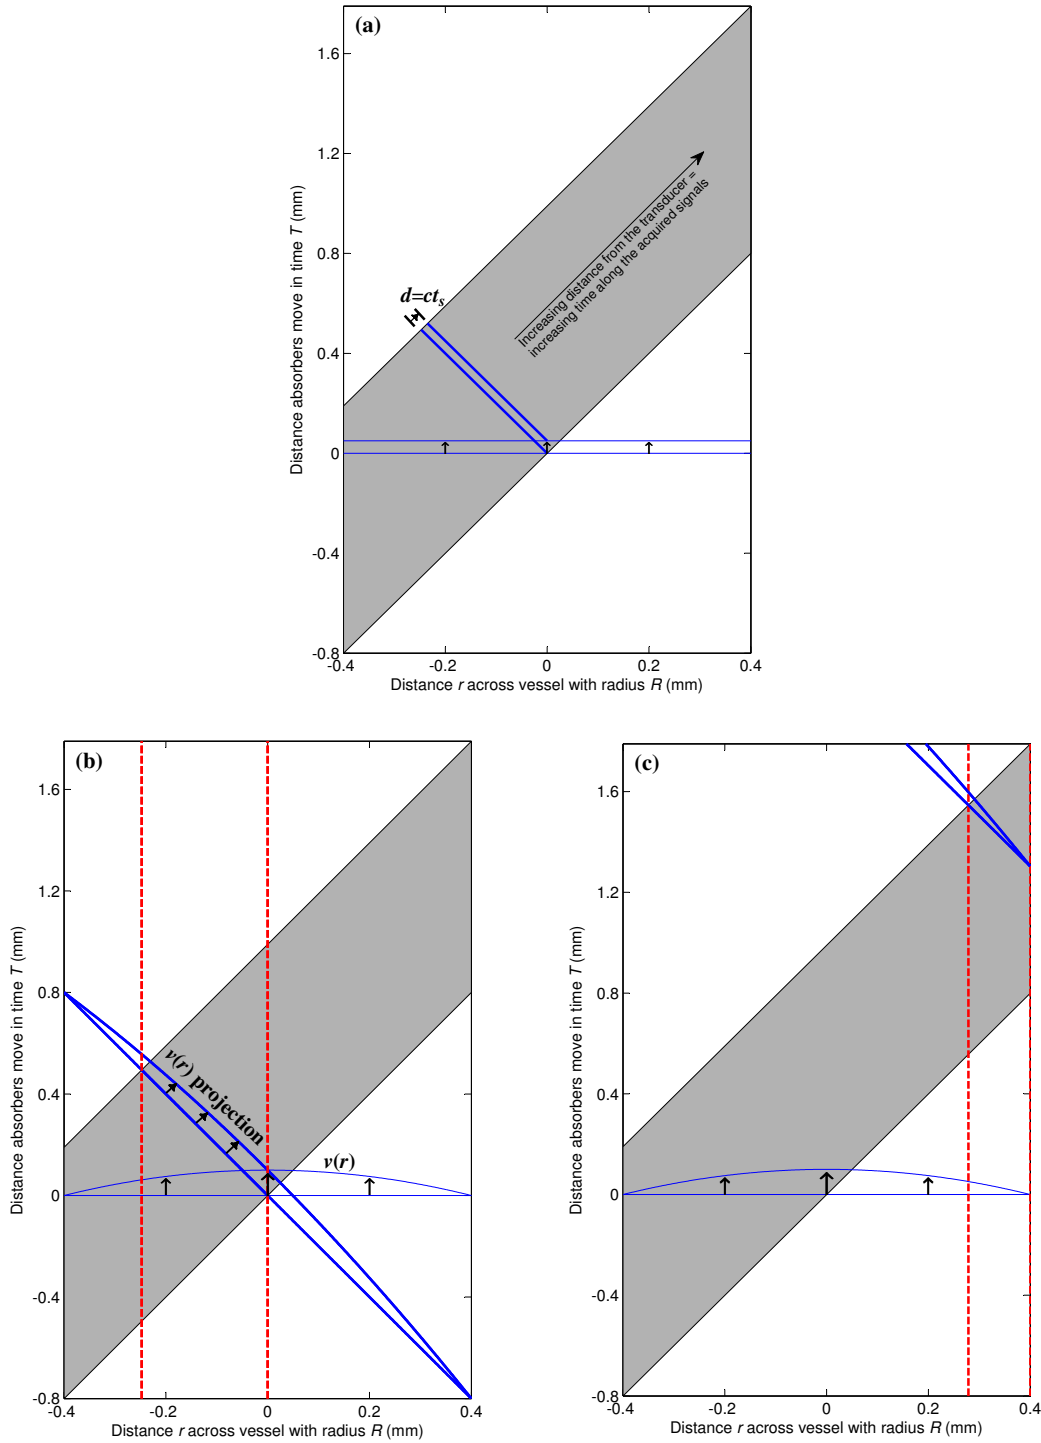 (a)
1.6
1.2
0.8
0.4
0
-0.4
-0.8
Distance absorbers move in time T (mm)
d=ct_s
Increasing distance from the transducer =
increasing time along the acquired signals
-0.4 -0.2 0 0.2 0.4
Distance r across vessel with radius R (mm)
(b)
1.6
1.2
0.8
0.4
0
-0.4
-0.8
Distance absorbers move in time T (mm)
v(r) projection
v(r)
-0.4 -0.2 0 0.2 0.4
Distance r across vessel with radius R (mm)
(c)
1.6
1.2
0.8
0.4
0
-0.4
-0.8
Distance absorbers move in time T (mm)
-0.4 -0.2 0 0.2 0.4
Distance r across vessel with radius R (mm)